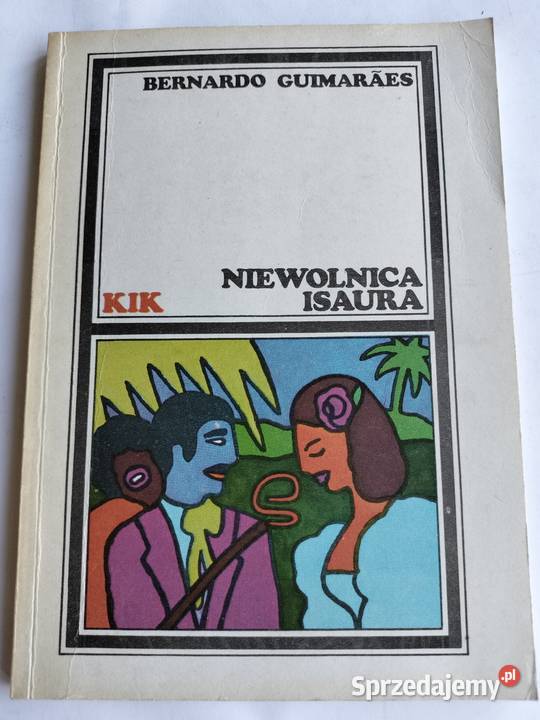 BERNARDO GUIMARÃES
NIEWOLNICA
KIK ISAURA
Sprzedajemy.pl